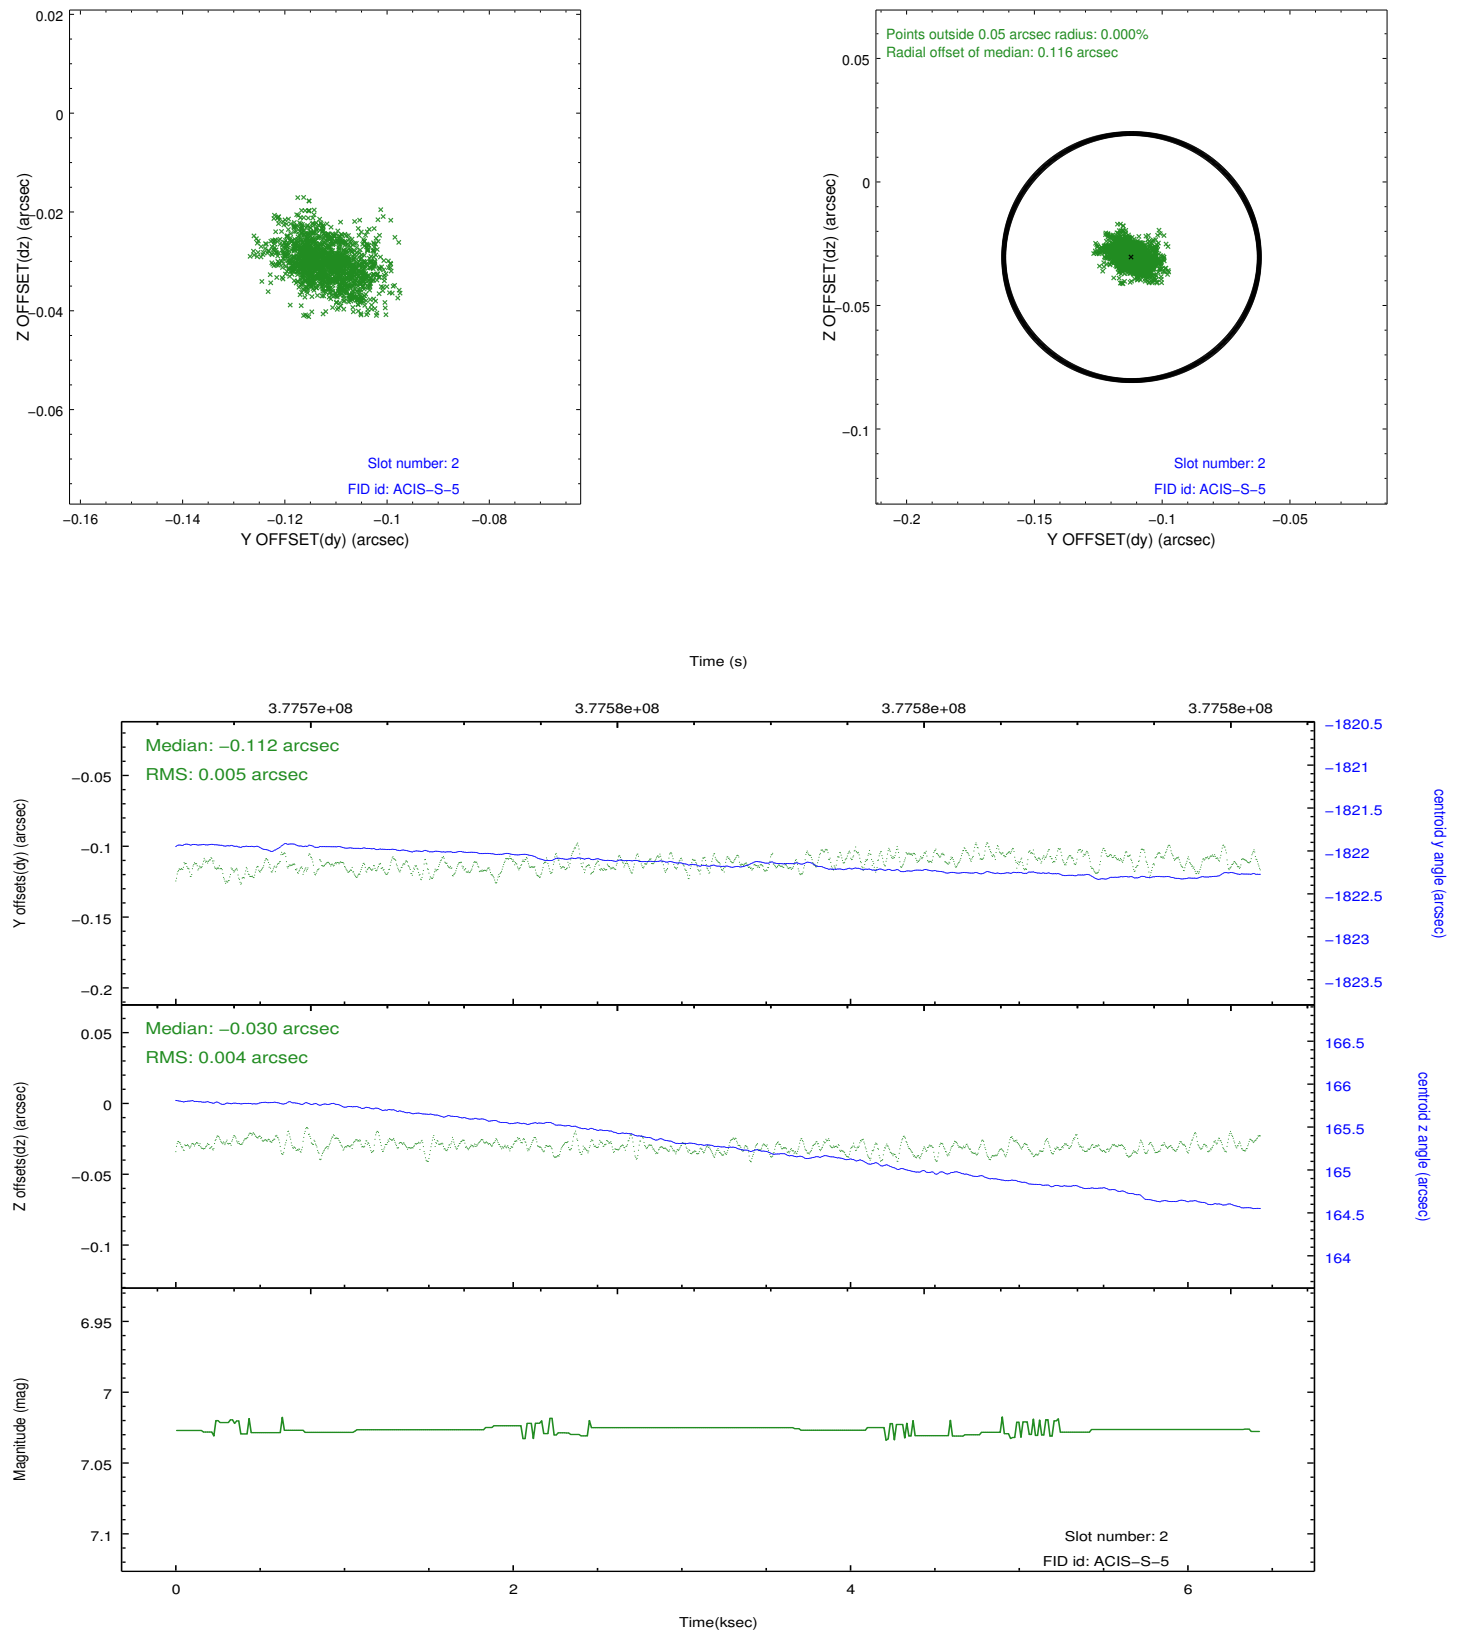 0.02
0
−0.02
−0.04
−0.06
Z OFFSET(dz) (arcsec)
Slot number: 2
FID id: ACIS−S−5
−0.16 −0.14 −0.12 −0.1 −0.08
Y OFFSET(dy) (arcsec)
Points outside 0.05 arcsec radius: 0.000%
Radial offset of median: 0.116 arcsec
0.05
0
−0.05
−0.1
Z OFFSET(dz) (arcsec)
Slot number: 2
FID id: ACIS−S−5
−0.2 −0.15 −0.1 −0.05
Y OFFSET(dy) (arcsec)
Time (s)
3.7757e+08 3.7758e+08 3.7758e+08 3.7758e+08
Median: −0.112 arcsec
RMS: 0.005 arcsec
−0.05
−0.1
−0.15
−0.2
Y offsets(dy) (arcsec)
−1820.5
−1821
−1821.5
−1822
−1822.5
−1823
−1823.5
centroid y angle (arcsec)
Median: −0.030 arcsec
RMS: 0.004 arcsec
0.05
0
−0.05
−0.1
Z offsets(dz) (arcsec)
166.5
166
165.5
165
164.5
164
centroid z angle (arcsec)
6.95
7
7.05
7.1
Magnitude (mag)
Slot number: 2
FID id: ACIS−S−5
0 2 4 6
Time(ksec)